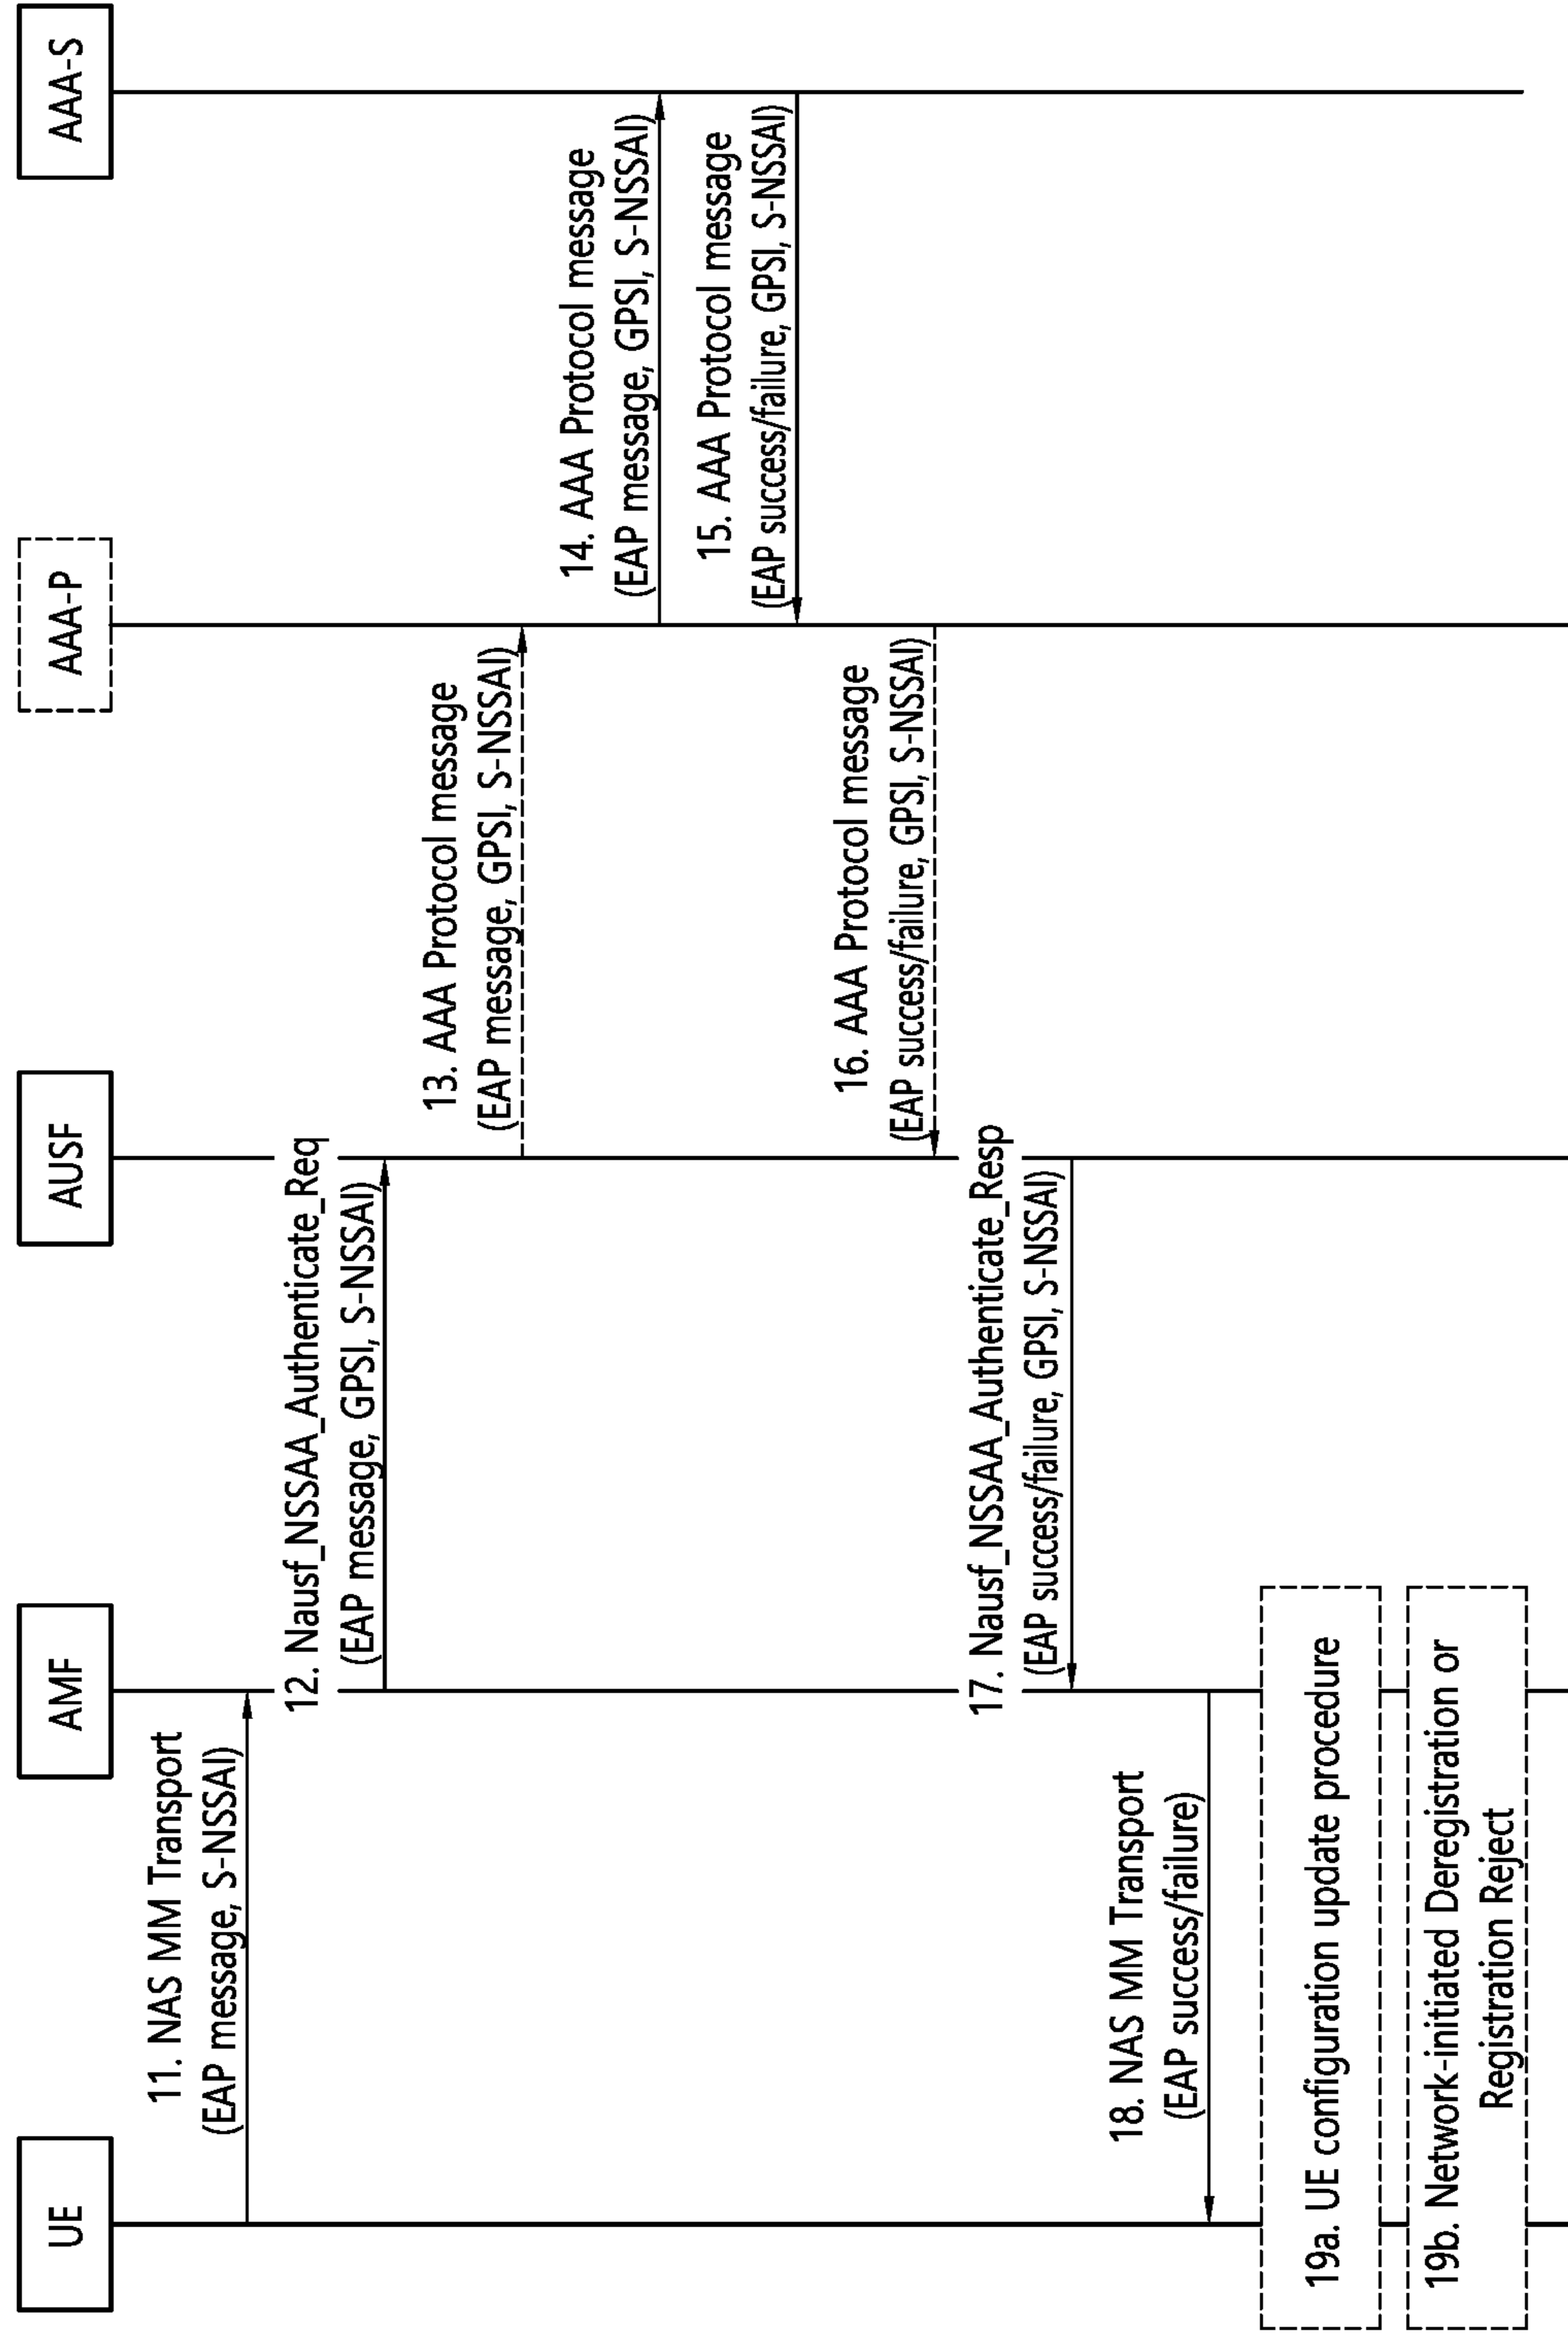 UE
AMF
AUSF
AAA-P
AAA-S
11. NAS MM Transport
(EAP message, S-NSSAI)
12. Nausf_NSSAA_Authenticate_Req
(EAP message, GPSI, S-NSSAI)
13. AAA Protocol message
(EAP message, GPSI, S-NSSAI)
14. AAA Protocol message
(EAP message, GPSI, S-NSSAI)
15. AAA Protocol message
(EAP success/failure, GPSI, S-NSSAI)
16. AAA Protocol message
(EAP success/failure, GPSI, S-NSSAI)
17. Nausf_NSSAA_Authenticate_Resp
(EAP success/failure, GPSI, S-NSSAI)
18. NAS MM Transport
(EAP success/failure)
19a. UE configuration update procedure
19b. Network-initiated Deregistration or
Registration Reject